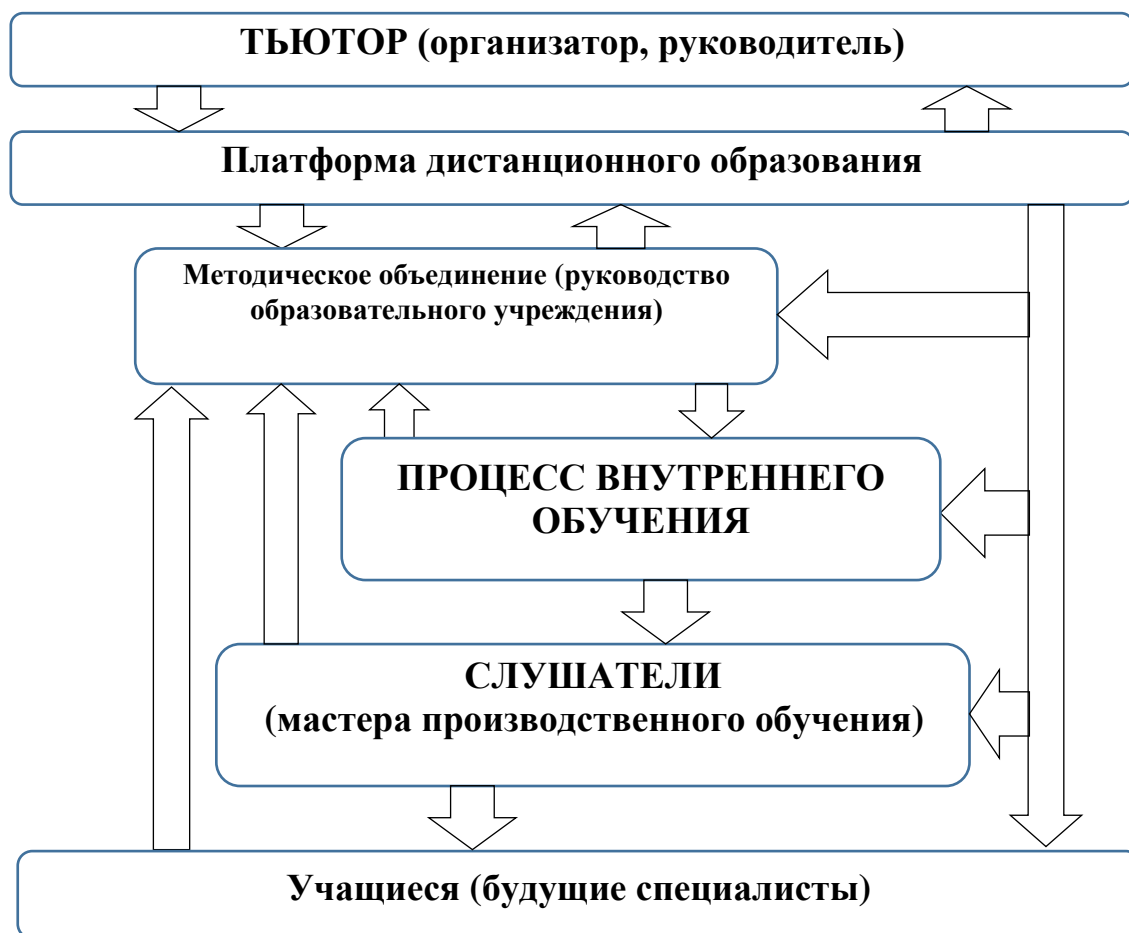 ТЬЮТОР (организатор, руководитель)
Платформа дистанционного образования
Методическое объединение (руководство
образовательного учреждения)
ПРОЦЕСС ВНУТРЕННЕГО
ОБУЧЕНИЯ
СЛУШАТЕЛИ
(мастера производственного обучения)
Учащиеся (будущие специалисты)